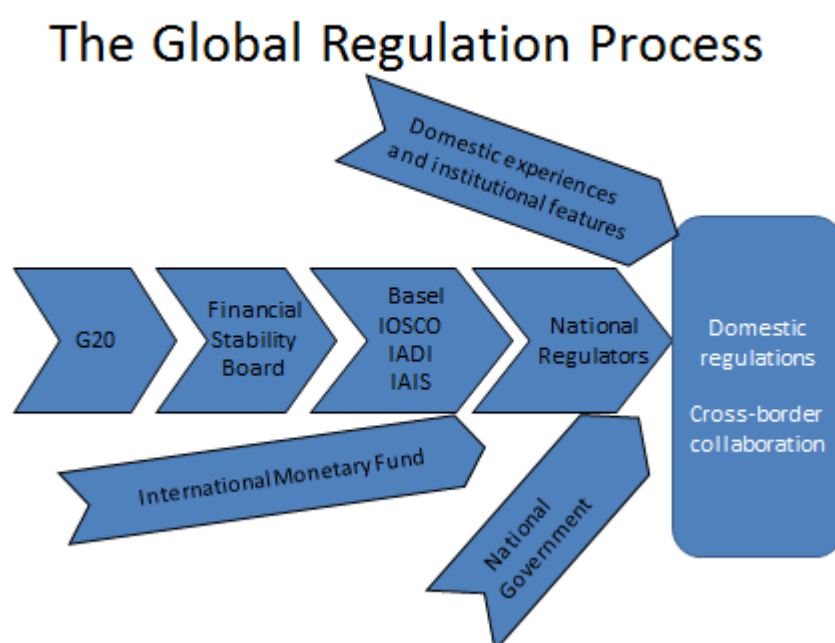 The Global Regulation Process
Domestic experiences
and institutional features
G20
Financial
Stability
Board
Basel
IOSCO
IADI
IAIS
National
Regulators
Domestic
regulations
Cross-border
collaboration
International Monetary Fund
National
Government